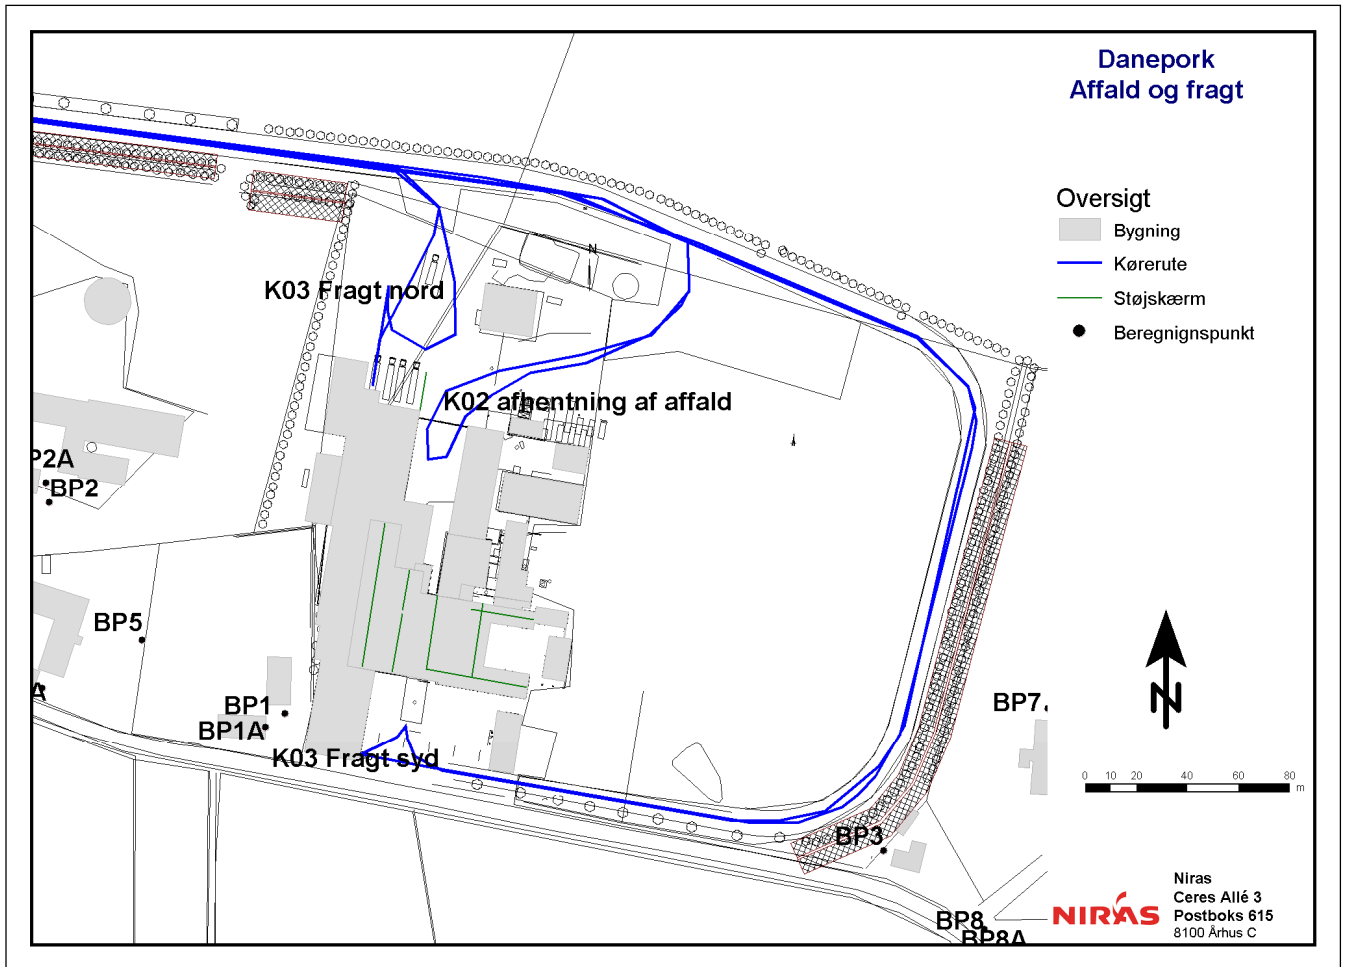 Danepork
Affald og fragt
Oversigt
Bygning
Kørerute
Støjskærm
Beregnignspunkt
N
K03 Fragt nord
K02 afhentning af affald
P2A
BP2
BP5
A
BP1
BP1A
K03 Fragt syd
BP7
BP3
BP8
BP8A
N
0 10 20 40 60 80
m
NIRAS
Niras
Ceres Allé 3
Postboks 615
8100 Århus C